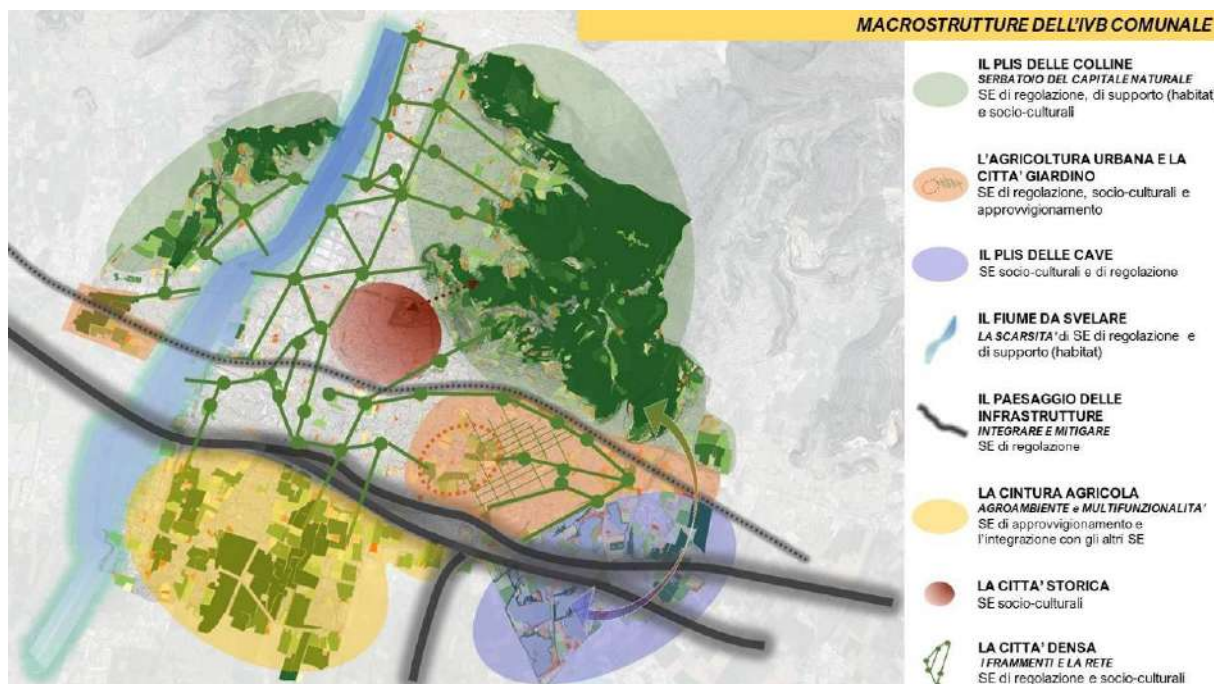 MACROSTRUTTURE DELL'IVB COMUNALE
IL PLIS DELLE COLLINE
SERBATOIO DEL CAPITALE NATURALE
SE di regolazione, di supporto (habitat
e socio-culturali
L'AGRICOLTURA URBANA E LA
CITTA' GIARDINO
SE di regolazione, socio-culturali e
approvvigionamento
IL PLIS DELLE CAVE
SE socio-culturali e di regolazione
IL FIUME DA SVELARE
LA SCARSITA' di SE di regolazione e
di supporto (habitat)
IL PAESAGGIO DELLE
INFRASTRUTTURE
INTEGRARE E MITIGARE
SE di regolazione
LA CINTURA AGRICOLA
AGROAMBIENTE e MULTIFUNZIONALITA'
SE di approvvigionamento e
l'integrazione con gli altri SE
LA CITTA' STORICA
SE socio-culturali
LA CITTA' DENSA
I FRAMMENTI E LA RETE
SE di regolazione e socio-culturali